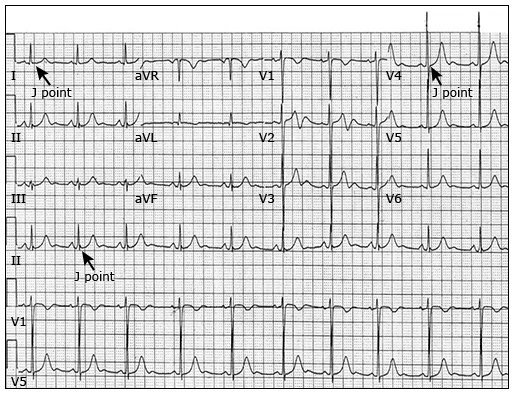 I aVR V1 V4
J point J point
II aVL V2 V5
III aVF V3 V6
II
J point
V1
V5